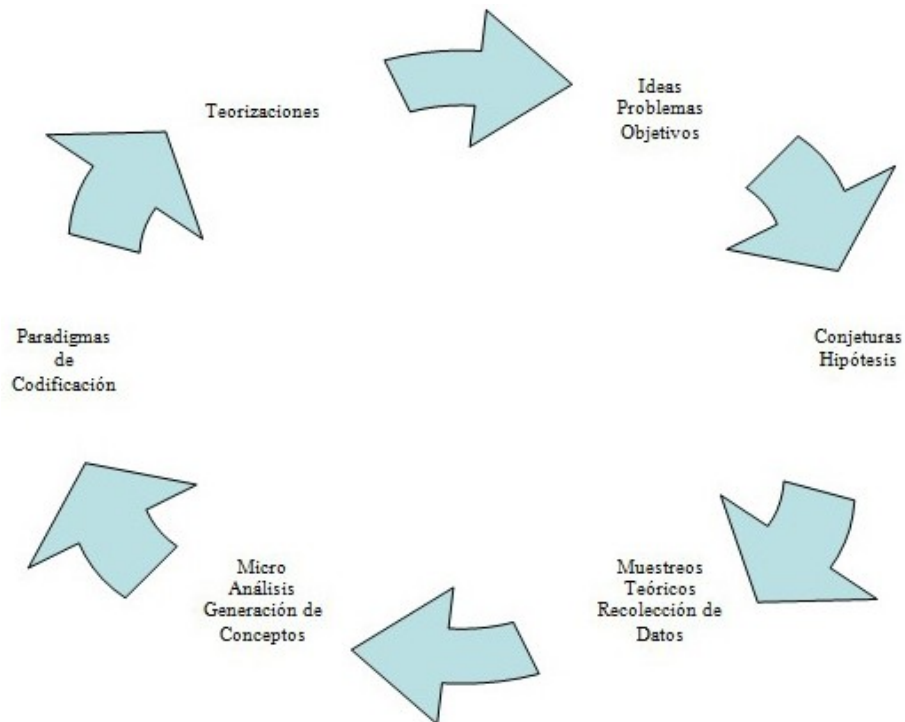 Teorizaciones
Ideas
Problemas
Objetivos
Conjeturas
Hipótesis
Muestreos
Teóricos
Recolección de
Datos
Micro
Análisis
Generación de
Conceptos
Paradigmas
de
Codificación